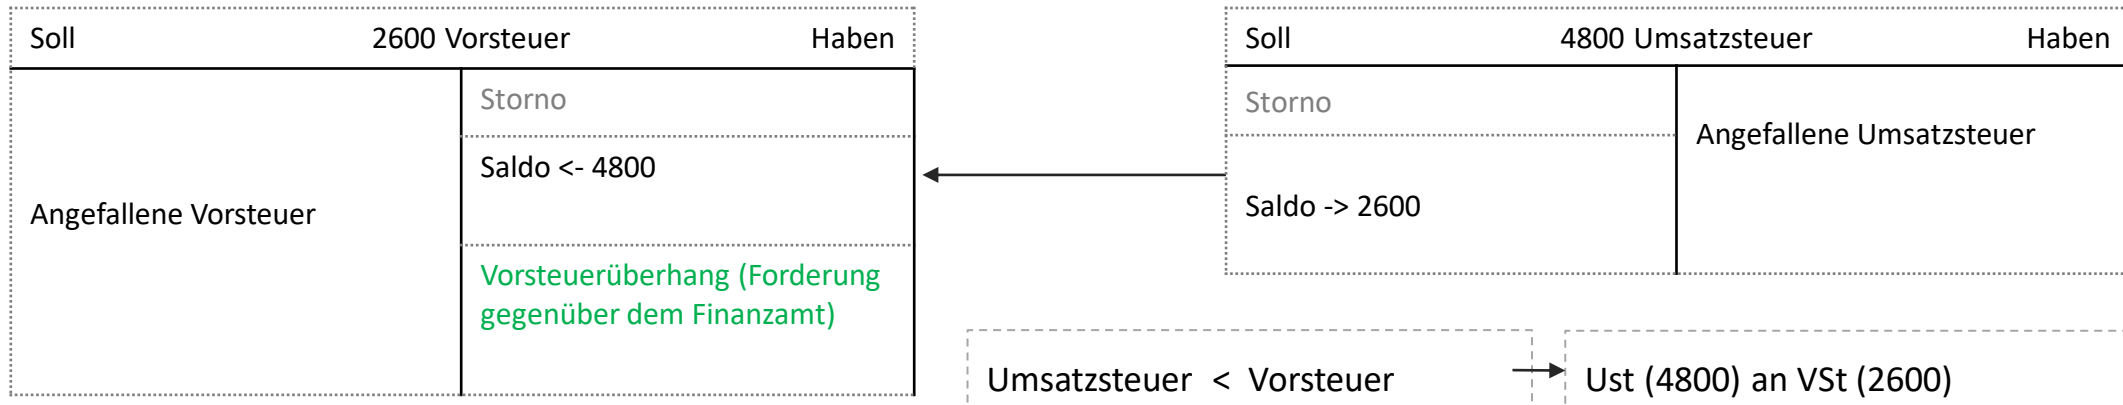 Soll 2600 Vorsteuer Haben
Storno
Saldo <- 4800
Angefallene Vorsteuer
Vorsteuerüberhang (Forderung
gegenüber dem Finanzamt)
Soll 4800 Umsatzsteuer Haben
Storno
Angefallene Umsatzsteuer
Saldo -> 2600
Umsatzsteuer < Vorsteuer
Ust (4800) an VSt (2600)